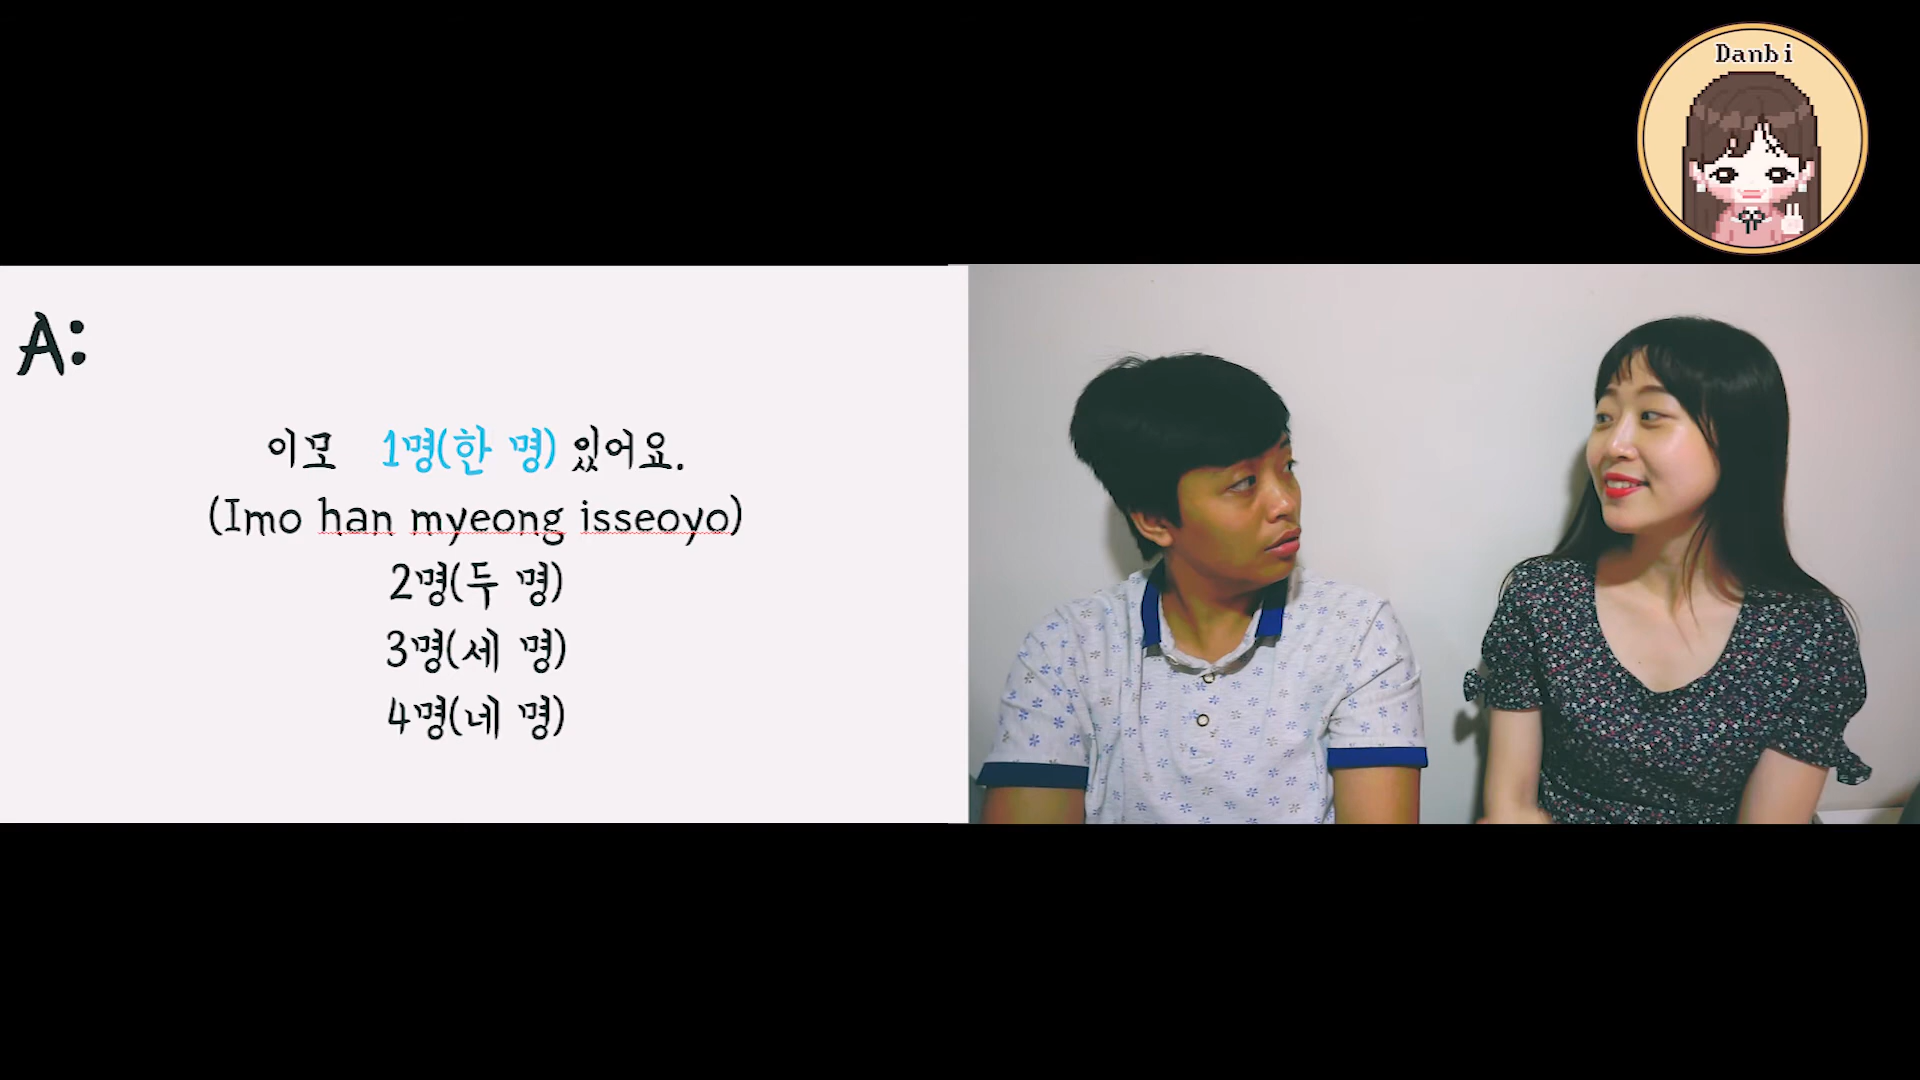 Danbi
A:
이모 1명(한 명) 있어요.
(Imo han myeong isseoyo)
2명(두 명)
3명(세 명)
4명(네 명)